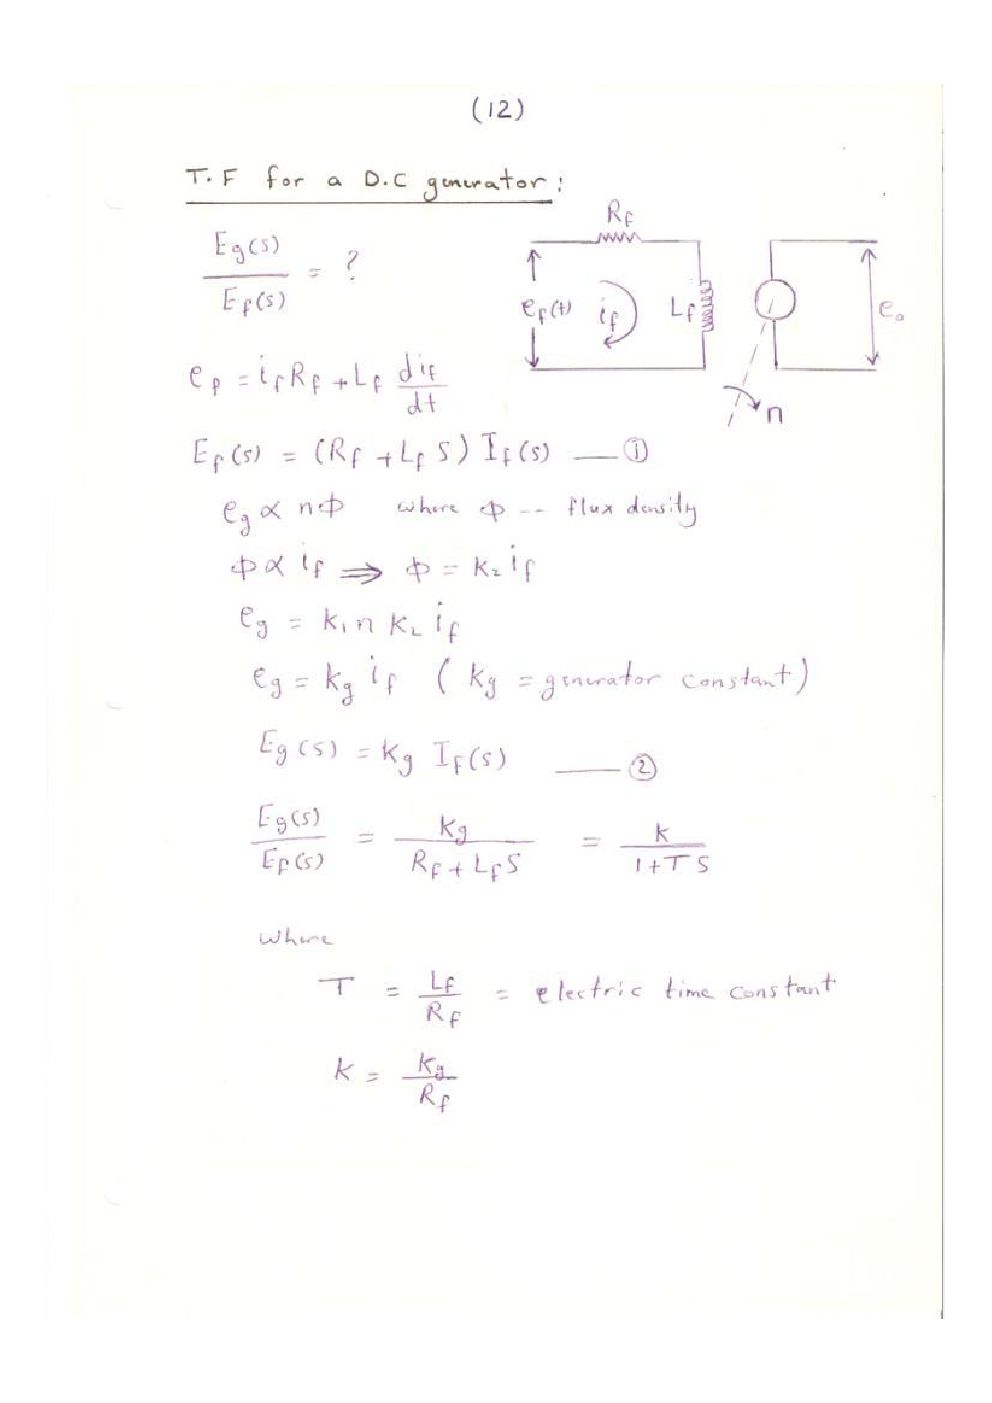 (12)
T.F for a D.C generator:
Eg(s) / Ef(s) = ?
Rf
ef(t) if Lf eo
n
ef = if Rf + Lf dif/dt
Ef(s) = (Rf + Lf S) If(s) — ①
eg ∝ nΦ where Φ -- flux density
Φ ∝ if ⇒ Φ = K2 if
eg = K1 n K2 if
eg = Kg if ( Kg = generator constant)
Eg(s) = Kg If(s) — ②
Eg(s) / Ef(s) = Kg / Rf + Lf S = K / 1+TS
where
T = Lf / Rf = electric time constant
K = Kg / Rf